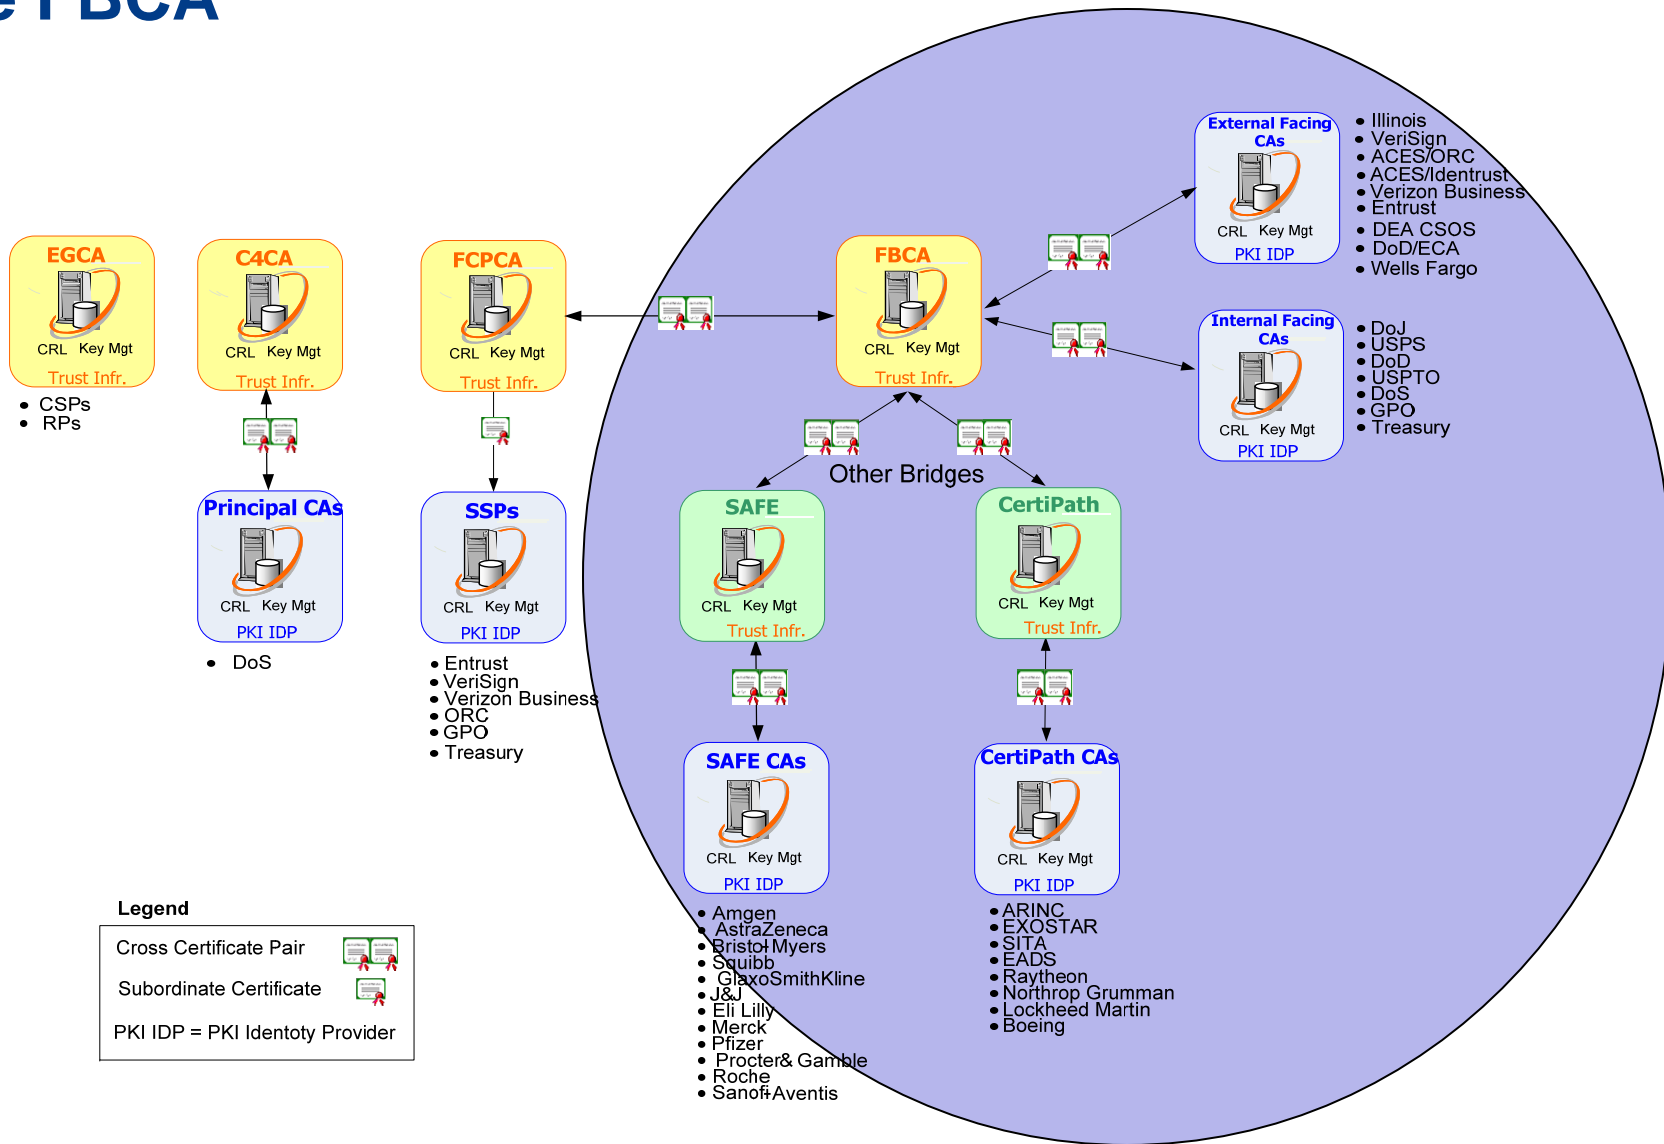 e FBCA
EGCA
CRL Key Mgt
Trust Infr.
CSPs
RPs
C4CA
CRL Key Mgt
Trust Infr.
Principal CAs
CRL Key Mgt
PKI IDP
DoS
FCPCA
CRL Key Mgt
Trust Infr.
SSPs
CRL Key Mgt
PKI IDP
Entrust
VeriSign
Verizon Business
ORC
GPO
Treasury
FBCA
CRL Key Mgt
Trust Infr.
External Facing
CAs
CRL Key Mgt
PKI IDP
Illinois
VeriSign
ACES/ORC
ACES/Identrust
Verizon Business
Entrust
DEA CSOS
DoD/ECA
Wells Fargo
Internal Facing
CAs
CRL Key Mgt
PKI IDP
DoJ
USPS
DoD
USPTO
DoS
GPO
Treasury
Other Bridges
SAFE
CRL Key Mgt
Trust Infr.
CertiPath
CRL Key Mgt
Trust Infr.
SAFE CAs
CRL Key Mgt
PKI IDP
Amgen
AstraZeneca
Bristol-Myers
Squibb
GlaxoSmithKline
J&J
Eli Lilly
Merck
Pfizer
Procter& Gamble
Roche
Sanofi-Aventis
CertiPath CAs
CRL Key Mgt
PKI IDP
ARINC
EXOSTAR
SITA
EADS
Raytheon
Northrop Grumman
Lockheed Martin
Boeing
Legend
Cross Certificate Pair
Subordinate Certificate
PKI IDP = PKI Identoty Provider